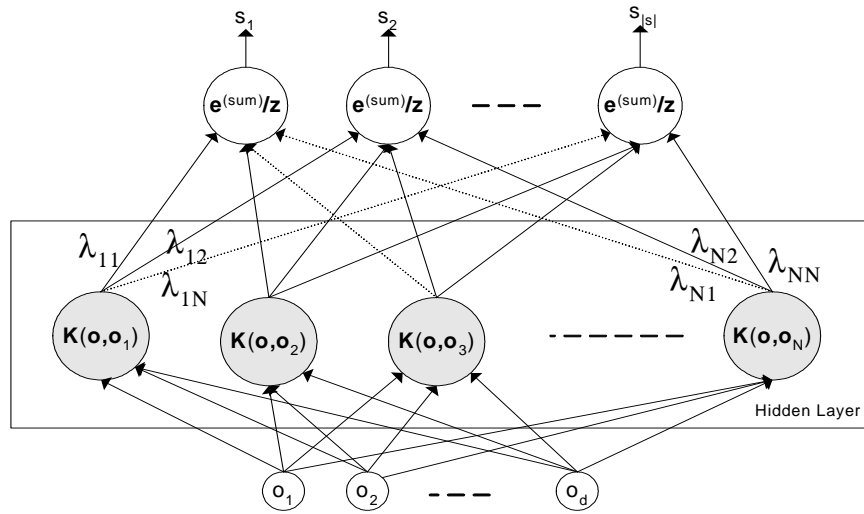 s₁ s₂ s|s|
e⁽ˢᵘᵐ⁾/z e⁽ˢᵘᵐ⁾/z e⁽ˢᵘᵐ⁾/z
λ₁₁ λ₁₂ λ₁N λN₂ λN₁ λNN
K(o,o₁) K(o,o₂) K(o,o₃) K(o,oN)
Hidden Layer
o₁ o₂ o_d